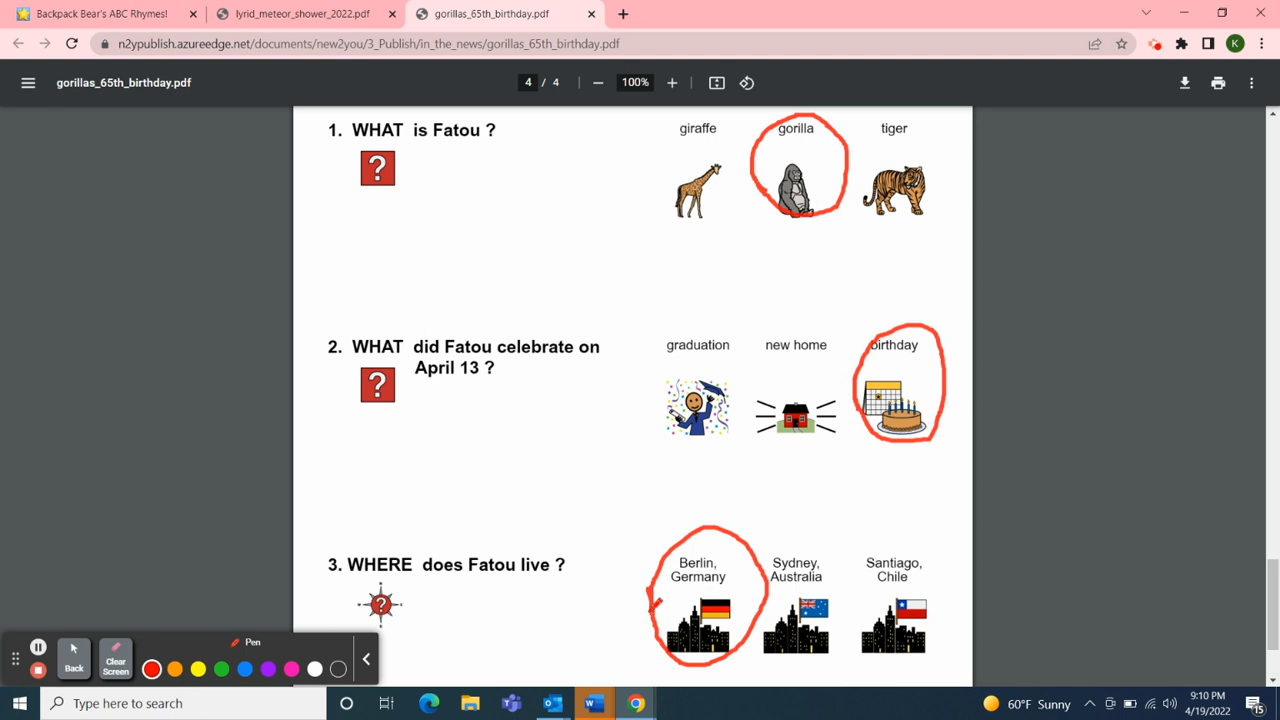 Backpack Bear's ABC Rhymes!
lyrid_meteor_shower_2022.pdf
gorillas_65th_birthday.pdf
n2ypublish.azureedge.net/documents/new2you/3_Publish/in_the_news/gorillas_65th_birthday.pdf
K
gorillas_65th_birthday.pdf
4 / 4
100%
1. WHAT is Fatou ?
giraffe
gorilla
tiger
?
2. WHAT did Fatou celebrate on
April 13 ?
graduation
new home
birthday
?
3. WHERE does Fatou live ?
Berlin,
Germany
Sydney,
Australia
Santiago,
Chile
?
Pen
Back
Clear
Screen
Type here to search
60°F Sunny
9:10 PM
4/19/2022
15